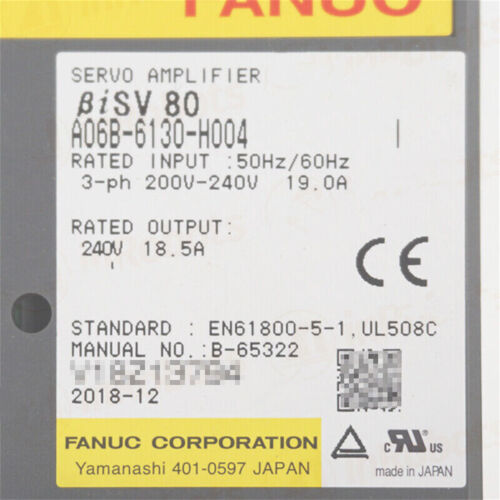 FANUC
SERVO AMPLIFIER
βiSV 80
A06B-6130-H004 I
RATED INPUT :50Hz/60Hz
3-ph 200V-240V 19.0A
RATED OUTPUT:
240V 18.5A
CE
STANDARD : EN61800-5-1,UL508C
MANUAL NO.:B-65322
2018-12
FANUC CORPORATION
Yamanashi 401-0597 JAPAN
c RU US
made in JAPAN